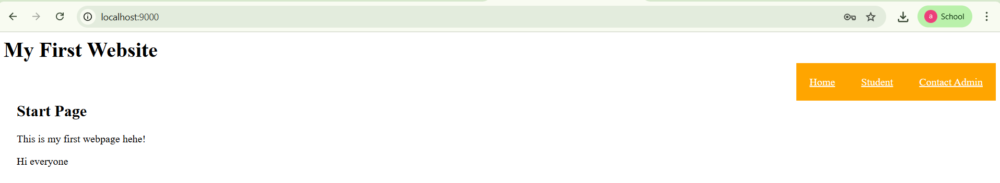 localhost:9000
a School
My First Website
Home Student Contact Admin
Start Page
This is my first webpage hehe!
Hi everyone